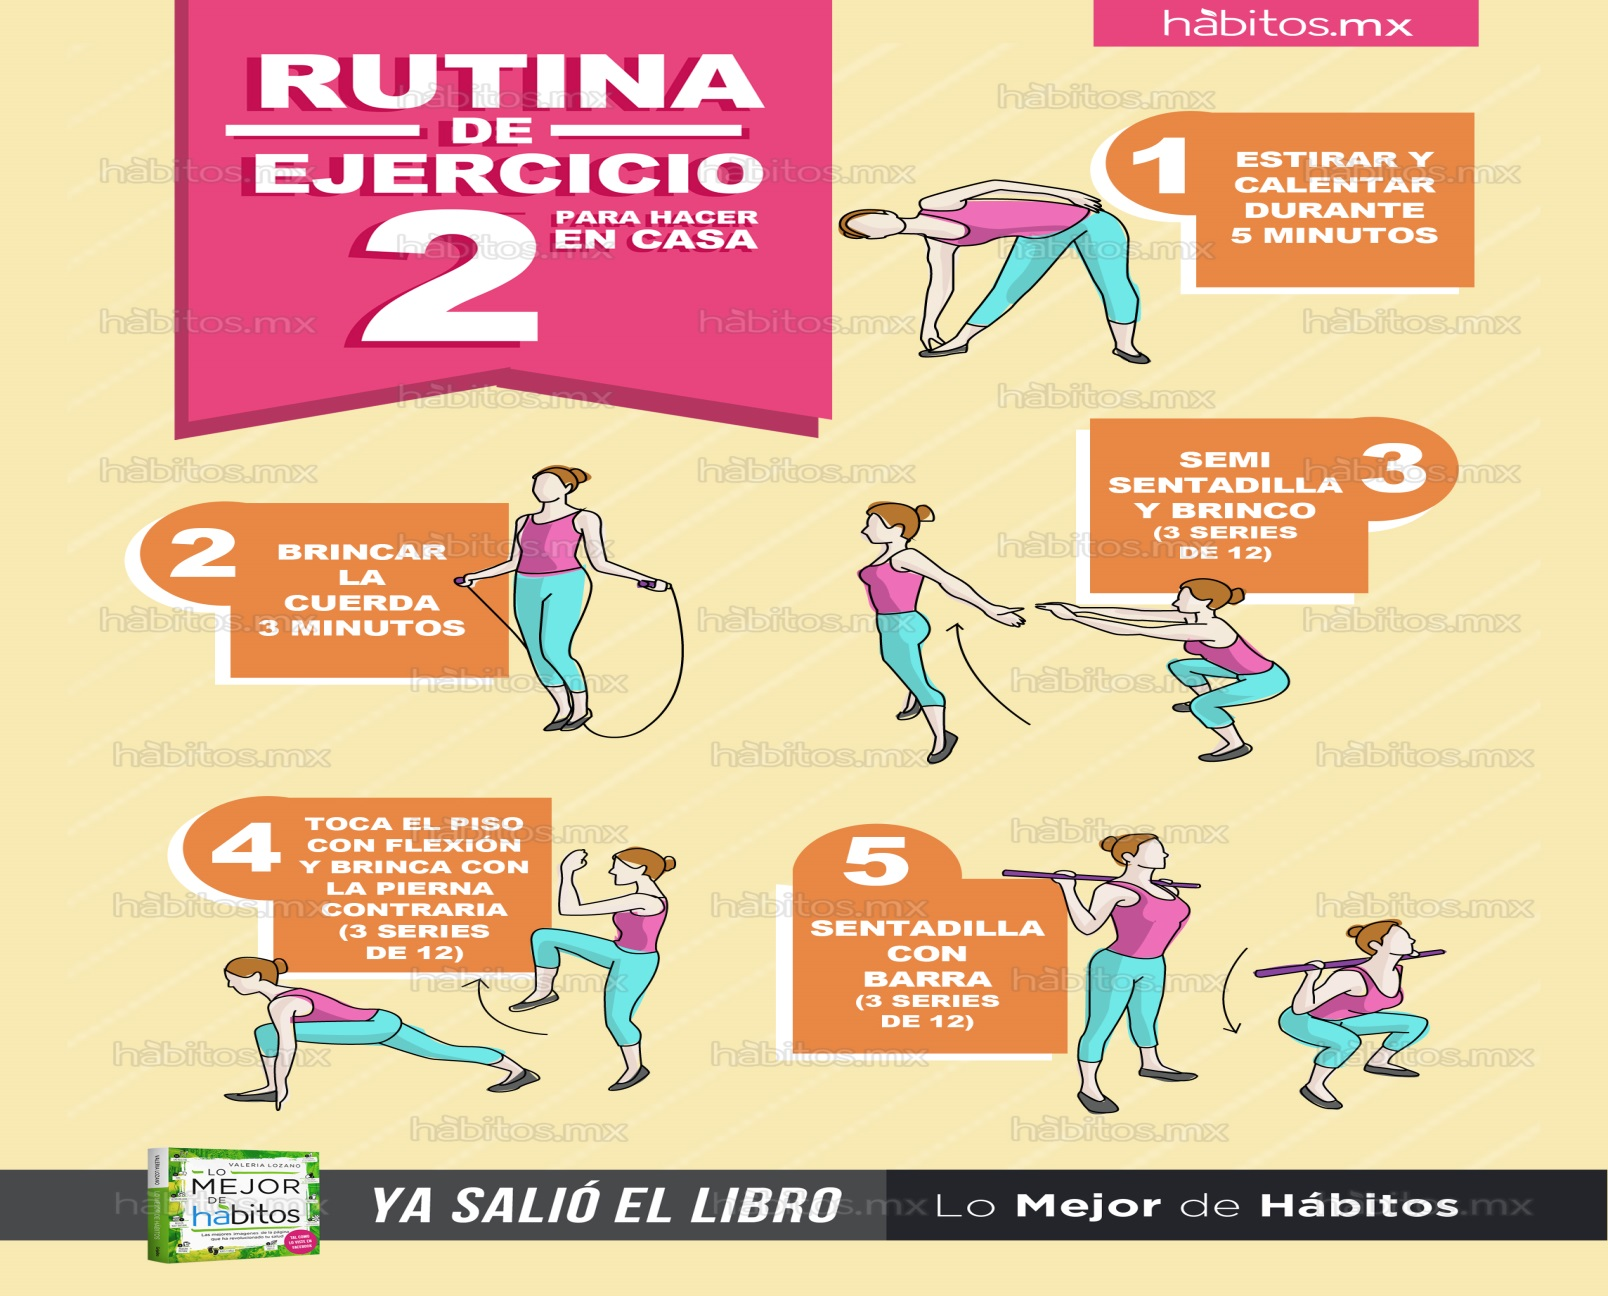 hàbitos.mx
RUTINA
DE
EJERCICIO
2 PARA HACER
EN CASA
1
ESTIRAR Y
CALENTAR
DURANTE
5 MINUTOS
2
BRINCAR
LA
CUERDA
3 MINUTOS
3
SEMI
SENTADILLA
Y BRINCO
(3 SERIES
DE 12)
4
TOCA EL PISO
CON FLEXIÓN
Y BRINCA CON
LA PIERNA
CONTRARIA
(3 SERIES
DE 12)
5
SENTADILLA
CON
BARRA
(3 SERIES
DE 12)
VALERIA LOZANO
LO
MEJOR
DE
hàbitos
YA SALIÓ EL LIBRO
Lo Mejor de Hábitos